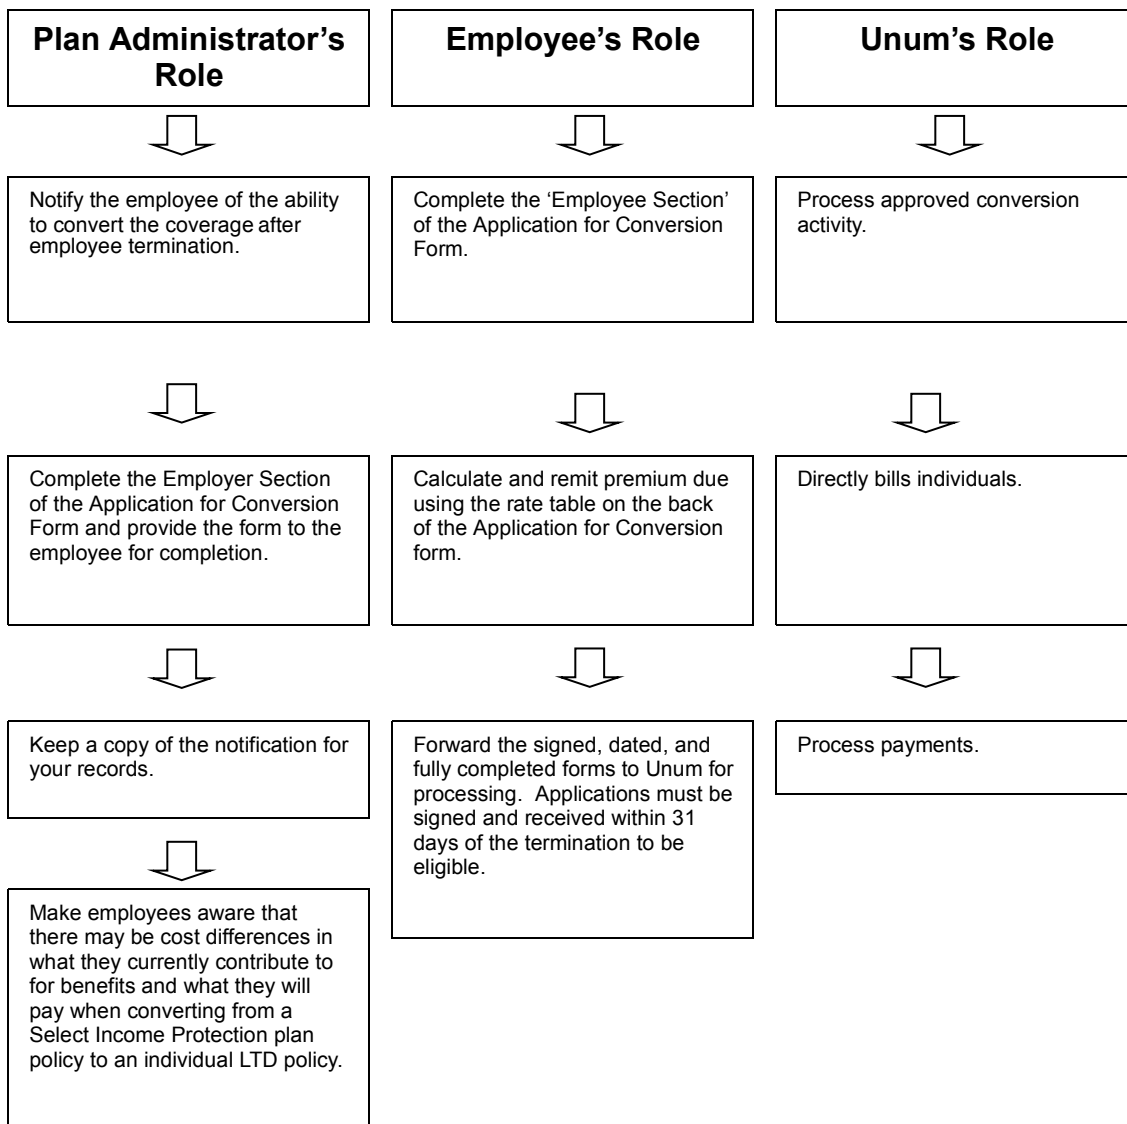 Plan Administrator's
Role
Employee's Role
Unum's Role
Notify the employee of the ability
to convert the coverage after
employee termination.
Complete the ‘Employee Section’
of the Application for Conversion
Form.
Process approved conversion
activity.
Complete the Employer Section
of the Application for Conversion
Form and provide the form to the
employee for completion.
Calculate and remit premium due
using the rate table on the back
of the Application for Conversion
form.
Directly bills individuals.
Keep a copy of the notification for
your records.
Forward the signed, dated, and
fully completed forms to Unum for
processing.  Applications must be
signed and received within 31
days of the termination to be
eligible.
Process payments.
Make employees aware that
there may be cost differences in
what they currently contribute to
for benefits and what they will
pay when converting from a
Select Income Protection plan
policy to an individual LTD policy.